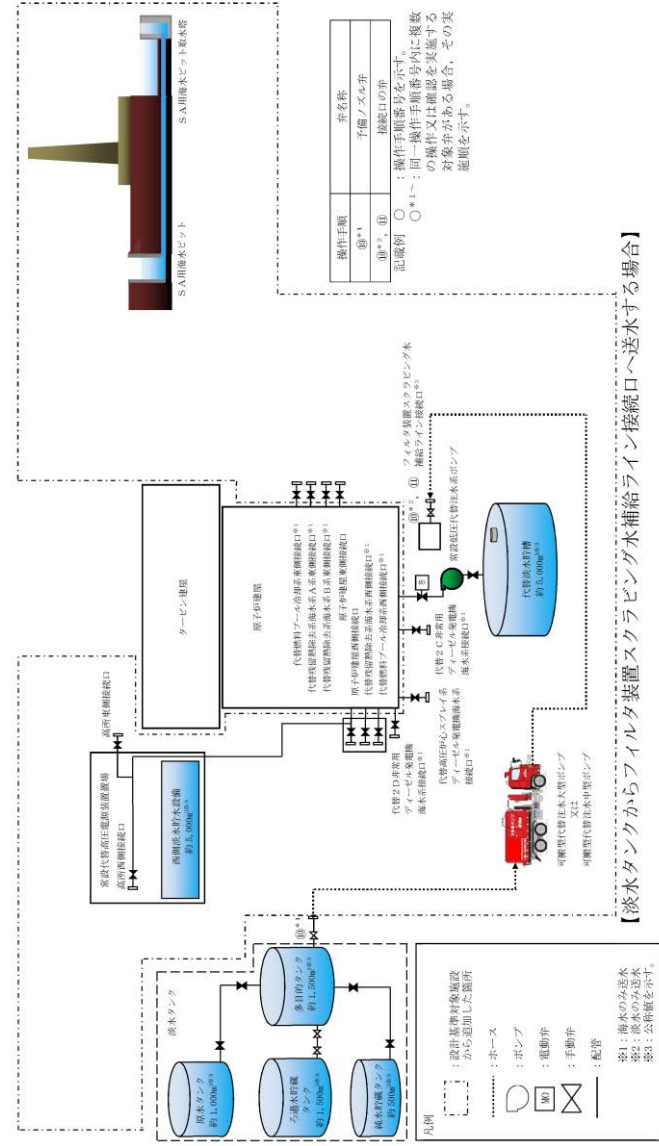 ＳＡ用海水ピット取水塔
ＳＡ用海水ピット
操作手順
弁名称
⑩*¹
予備ノズル弁
⑩*², ⑪
接続口の弁
記載例 ○ ：操作手順番号を示す。
○*¹～：同一操作手順番号内に複数
の操作又は確認を実施する
対象弁がある場合，その実
施順を示す。
タービン建屋
原子炉建屋
代替燃料プール冷却系東側接続口※¹
代替残留熱除去系海水系Ａ系東側接続口※¹
代替残留熱除去系海水系Ｂ系東側接続口※¹
原子炉建屋東側接続口
原子炉建屋西側接続口
代替残留熱除去系海水系西側接続口※¹
代替燃料プール冷却系西側接続口※¹
高所東側接続口
常設代替高圧電源装置置場
高所西側接続口
西側淡水貯水設備
約5,000m³※³
代替２Ｄ非常用
ディーゼル発電機
海水系接続口※¹
代替高圧炉心スプレイ系
ディーゼル発電機海水系
接続口※¹
代替２Ｃ非常用
ディーゼル発電機
海水系接続口※¹
MO
常設低圧代替注水系ポンプ
代替淡水貯槽
約5,000m³※³
⑩*², ⑪
フィルタ装置スクラビング水
補給ライン接続口※²
可搬型代替注水大型ポンプ
又は
可搬型代替注水中型ポンプ
淡水タンク
原水タンク
約1,000m³※³
ろ過水貯蔵
タンク
約1,500m³※³
純水貯蔵タンク
約500m³※³
多目的タンク
約1,500m³※³
⑩*¹
凡例
：設計基準対象施設
から追加した箇所
：ホース
：ポンプ
MO
：電動弁
：手動弁
：配管
※1：海水のみ送水
※2：淡水のみ送水
※3：公称値を示す。
【淡水タンクからフィルタ装置スクラビング水補給ライン接続口へ送水する場合】